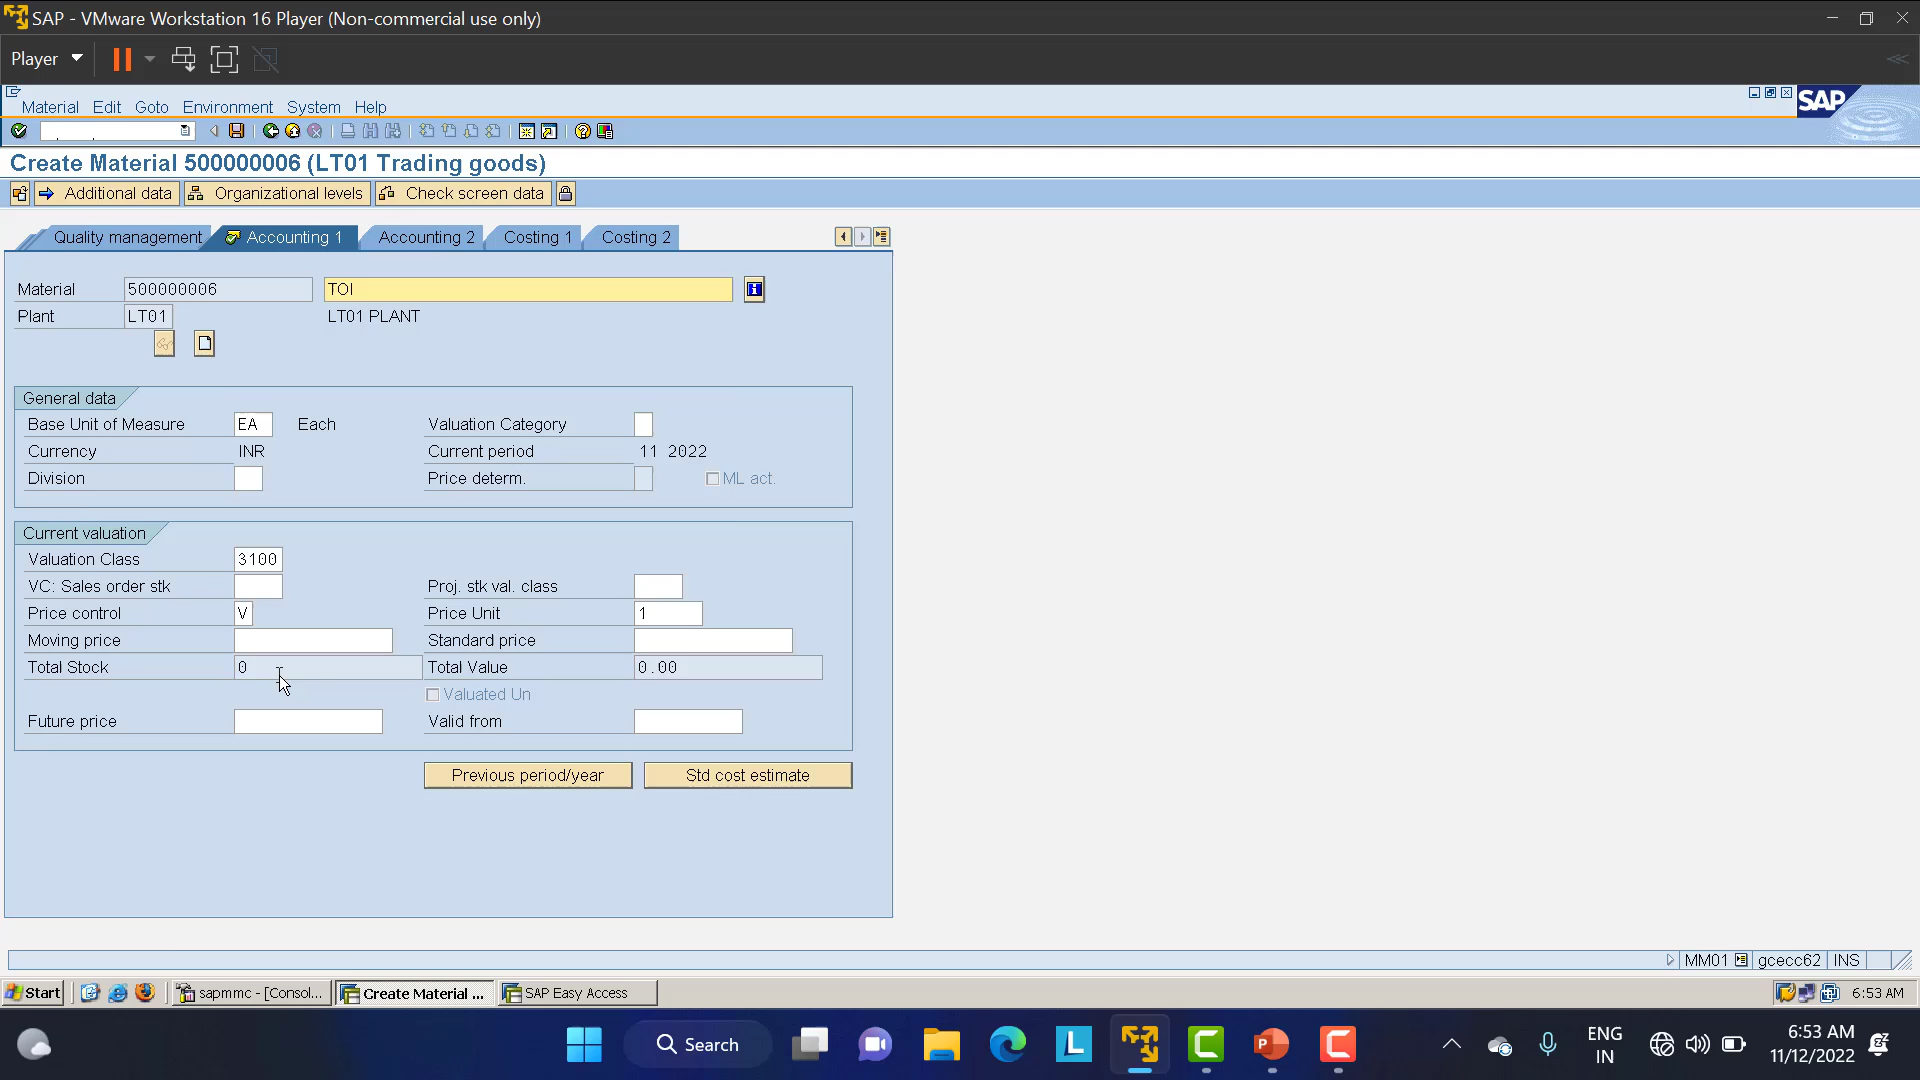 SAP - VMware Workstation 16 Player (Non-commercial use only)
Player
Material Edit Goto Environment System Help
SAP
Create Material 500000006 (LT01 Trading goods)
Additional data Organizational levels Check screen data
Quality management Accounting 1 Accounting 2 Costing 1 Costing 2
Material 500000006 TOI
Plant LT01 LT01 PLANT
General data
Base Unit of Measure EA Each Valuation Category
Currency INR Current period 11 2022
Division Price determ. ML act.
Current valuation
Valuation Class 3100
VC: Sales order stk Proj. stk val. class
Price control V Price Unit 1
Moving price Standard price
Total Stock 0 Total Value 0.00
Valuated Un
Future price Valid from
Previous period/year Std cost estimate
MM01 gcecc62 INS
Start sapmmc - [Consol... Create Material ... SAP Easy Access 6:53 AM
Search
ENG
IN
6:53 AM
11/12/2022